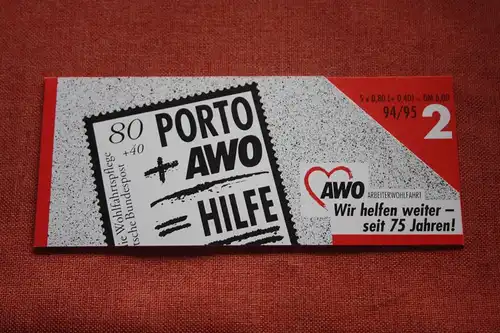 5 x 0,80 (+ 0,40) = DM 6,00
94/95
2
80
+40
PORTO
+ AWO
= HILFE
ie Wohlfahrtspflege
tsche Bundespost
AWO
ARBEITERWOHLFAHRT
Wir helfen weiter –
seit 75 Jahren!